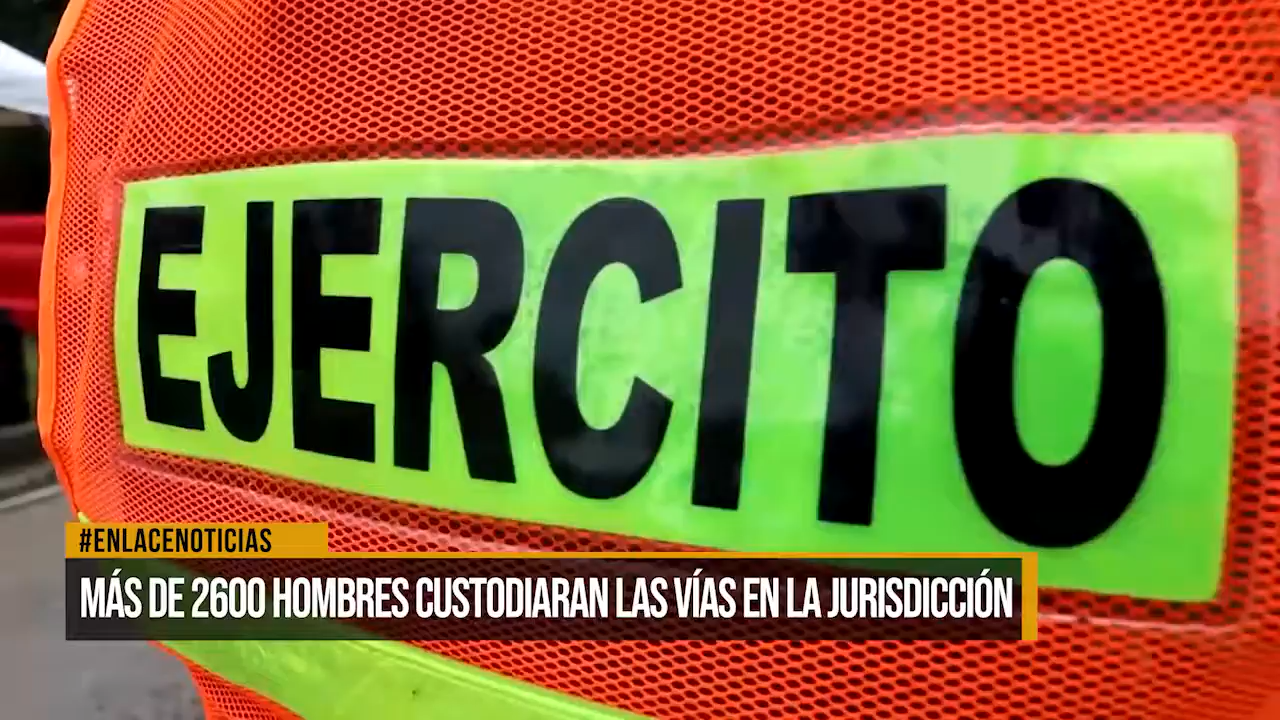 EJERCITO
#ENLACENOTICIAS
MÁS DE 2600 HOMBRES CUSTODIARAN LAS VÍAS EN LA JURISDICCIÓN